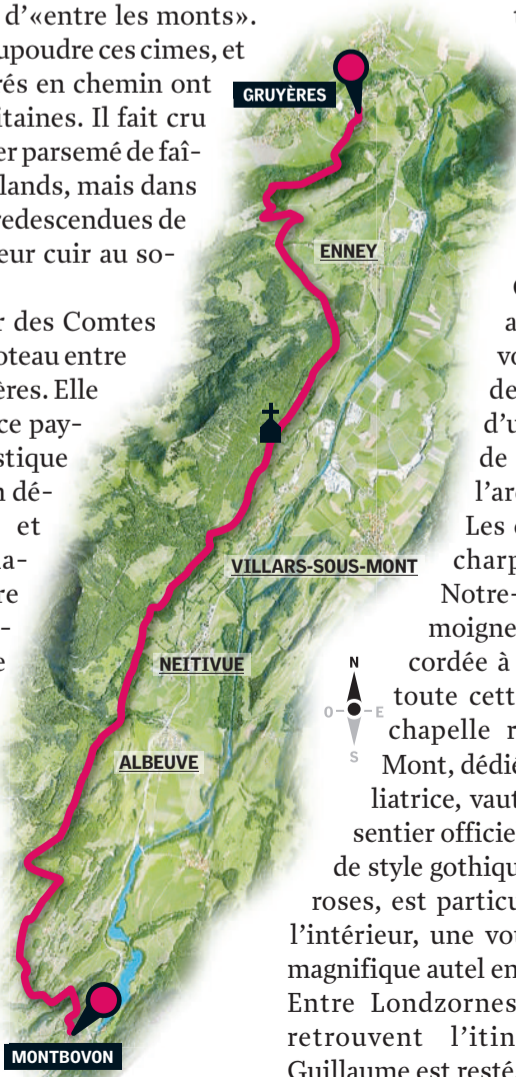 d’«entre les monts».
upoudre ces cimes, et
rés en chemin ont
itaines. Il fait cru
er parsemé de faî-
lands, mais dans
redescendues de
eur cuir au so-
r des Comtes
oteau entre
ères. Elle
ce pay-
stique
n dé-
et
la-
re
-
e
GRUYÈRES
ENNEY
VILLARS-SOUS-MONT
NEITIVUE
ALBEUVE
MONTBOVON
N
O
E
S
vo
de
d’u
de
l’ar
Les
charp
Notre-
moigne
cordée à
toute cett
chapelle r
Mont, dédié
liatrice, vaut
sentier officie
de style gothiqu
roses, est particu
l’intérieur, une vo
magnifique autel en
Entre Londzornes
retrouvent l’itin
Guillaume est resté